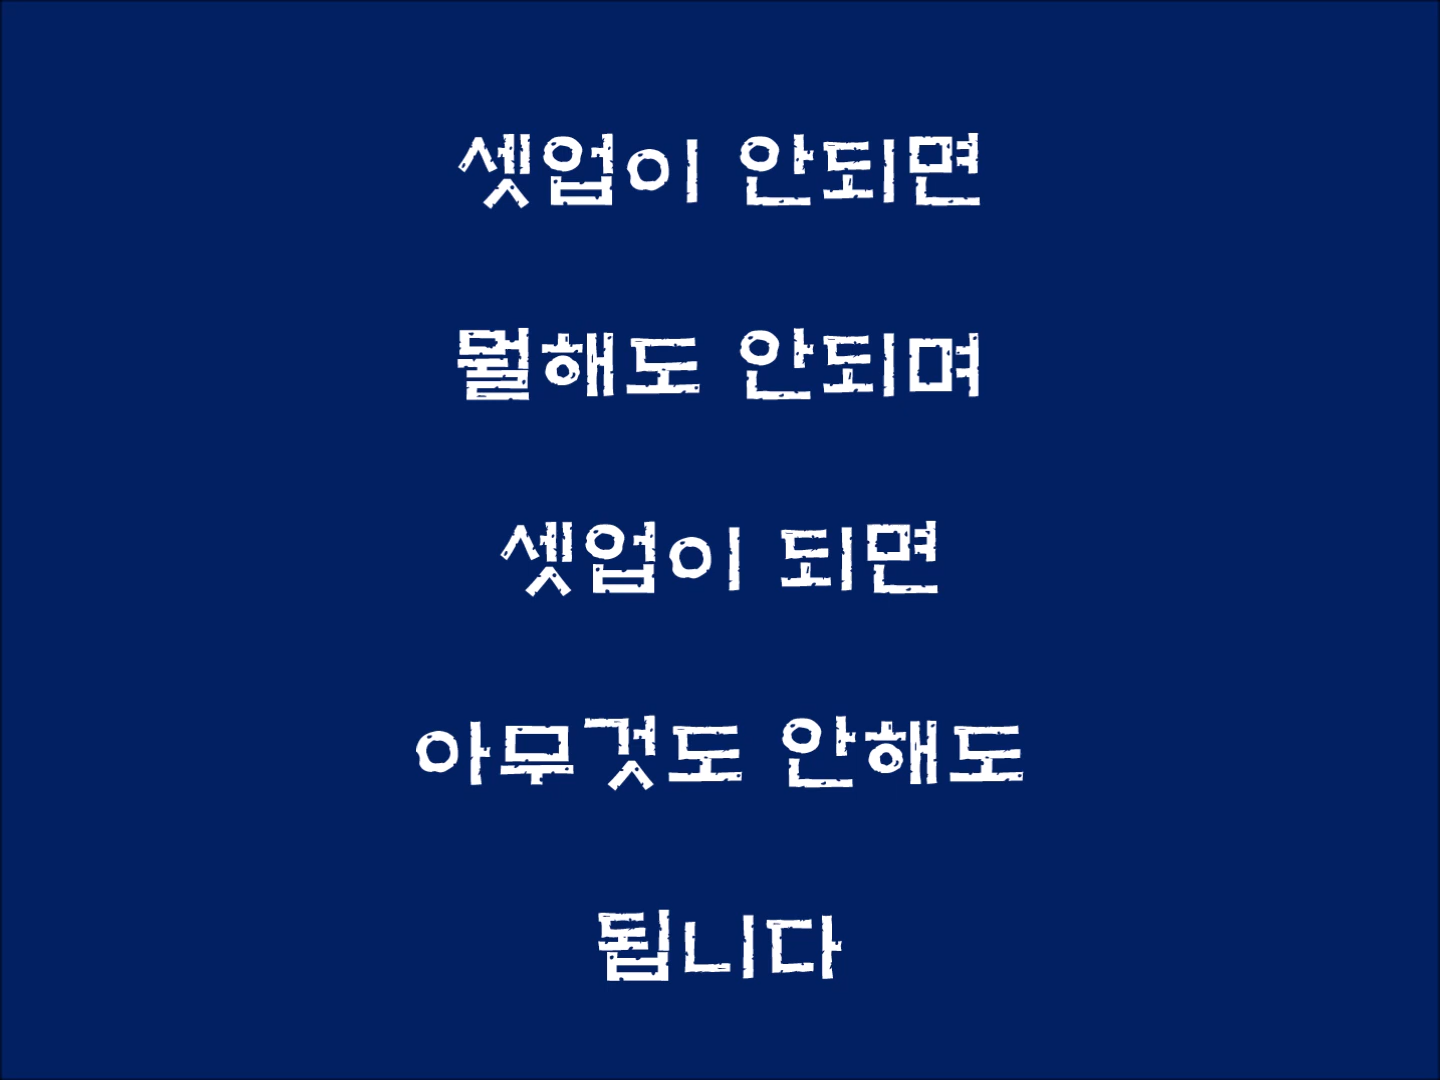 셋업이 안되면
뭘해도 안되며
셋업이 되면
아무것도 안해도
됩니다